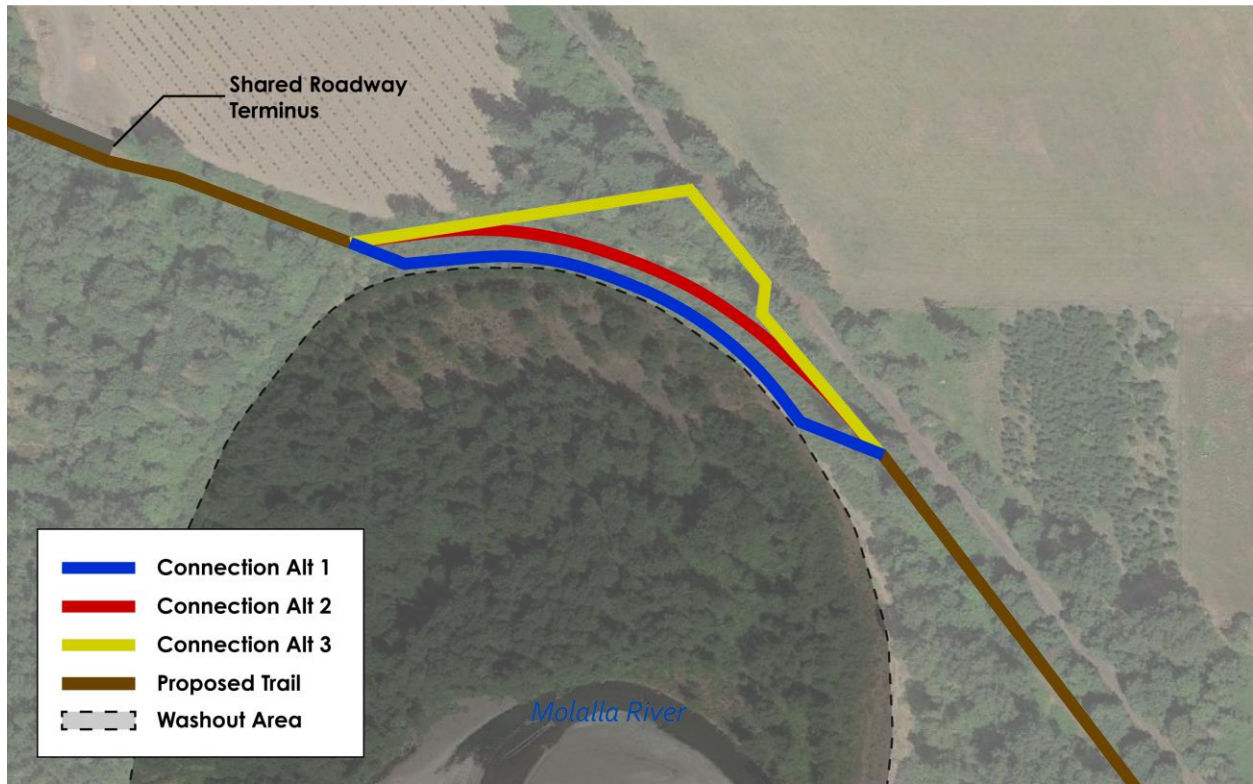 Shared Roadway
Terminus
Connection Alt 1
Connection Alt 2
Connection Alt 3
Proposed Trail
Washout Area
Molalla River